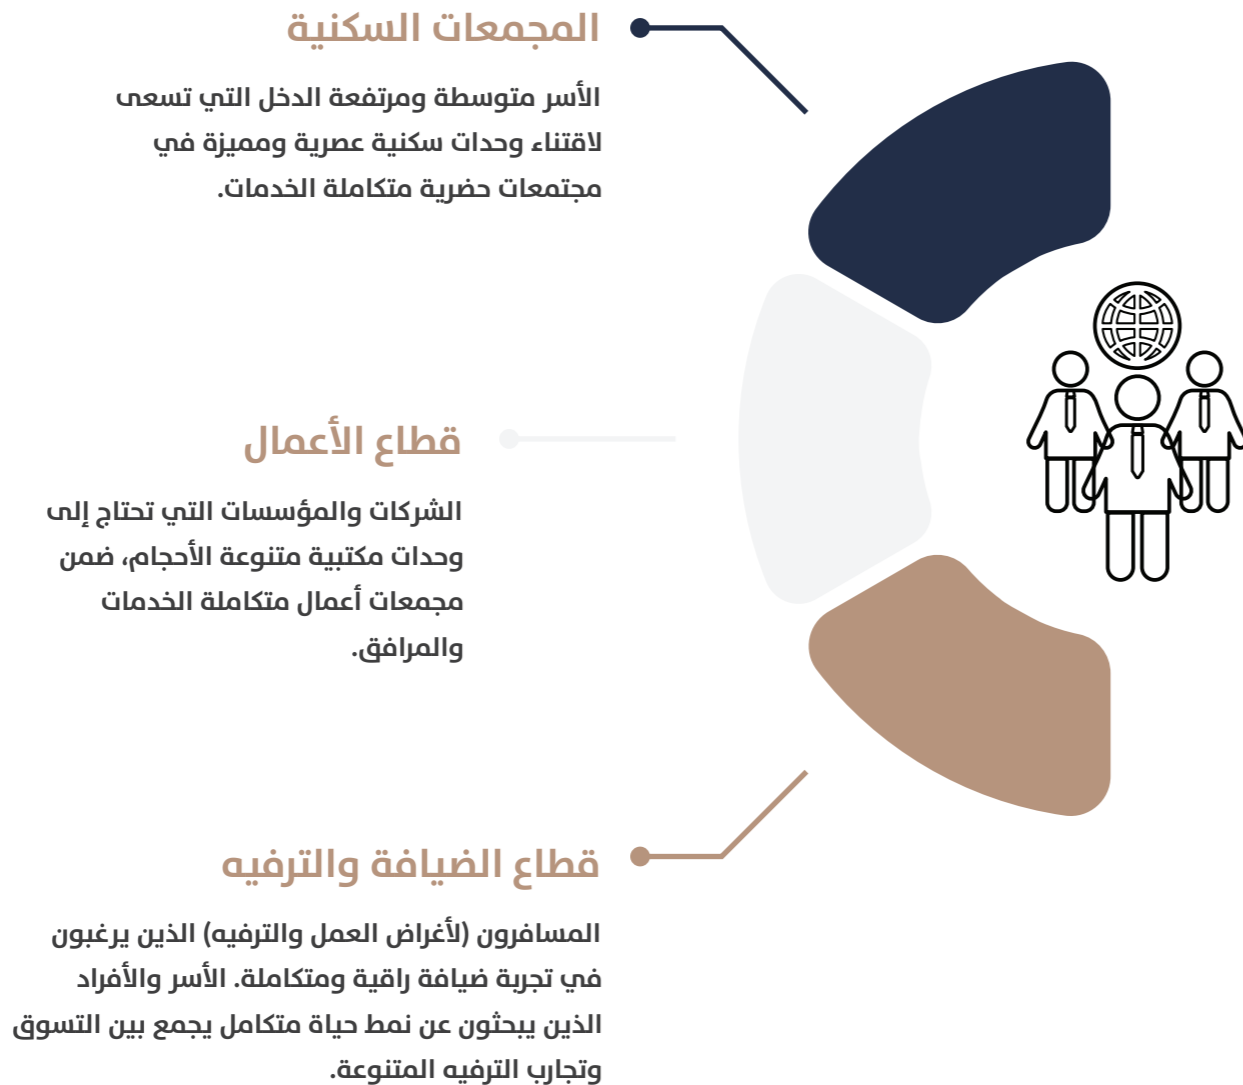 المجمعات السكنية
الأسر متوسطة ومرتفعة الدخل التي تسعى
لاقتناء وحدات سكنية عصرية ومميزة في
مجتمعات حضرية متكاملة الخدمات.
قطاع الأعمال
الشركات والمؤسسات التي تحتاج إلى
وحدات مكتبية متنوعة الأحجام، ضمن
مجمعات أعمال متكاملة الخدمات
والمرافق.
قطاع الضيافة والترفيه
المسافرون (لأغراض العمل والترفيه) الذين يرغبون
في تجربة ضيافة راقية ومتكاملة. الأسر والأفراد
الذين يبحثون عن نمط حياة متكامل يجمع بين التسوق
وتجارب الترفيه المتنوعة.